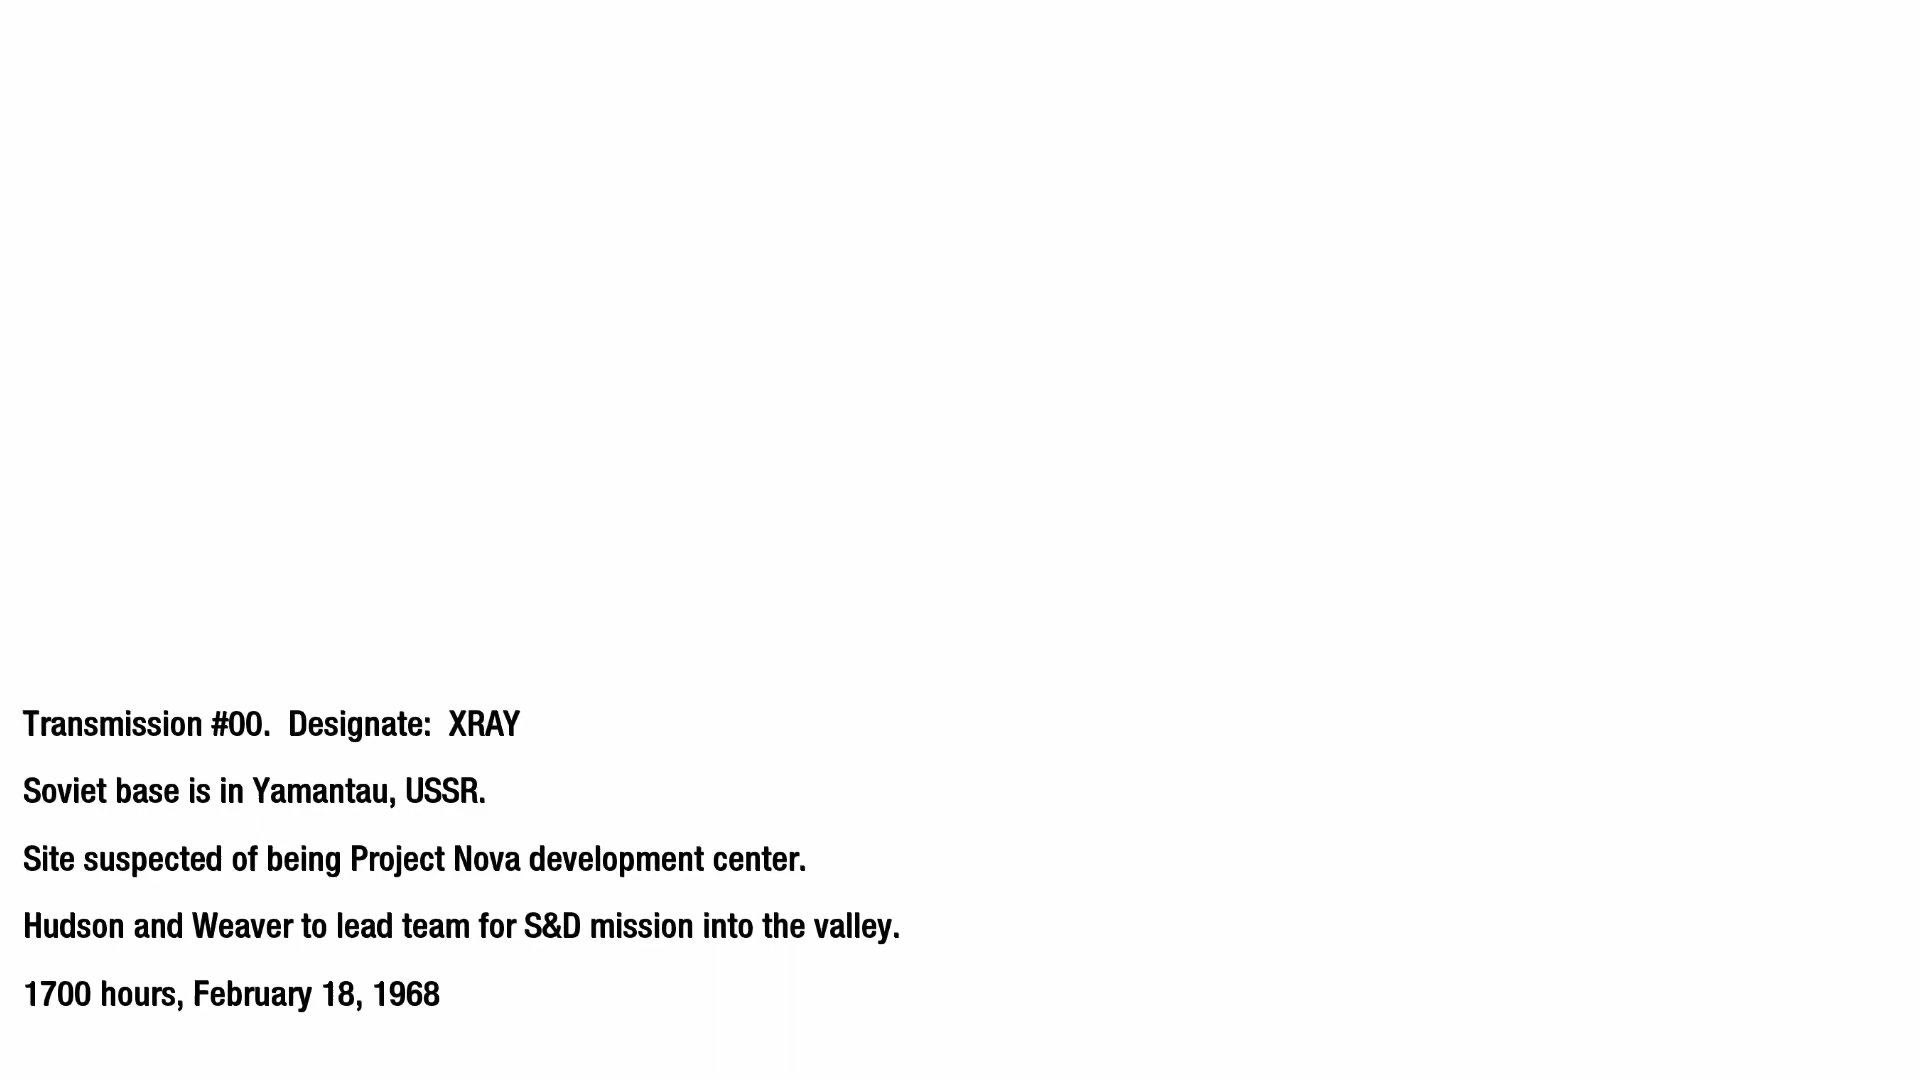 Transmission #00.  Designate:  XRAY
Soviet base is in Yamantau, USSR.
Site suspected of being Project Nova development center.
Hudson and Weaver to lead team for S&D mission into the valley.
1700 hours, February 18, 1968